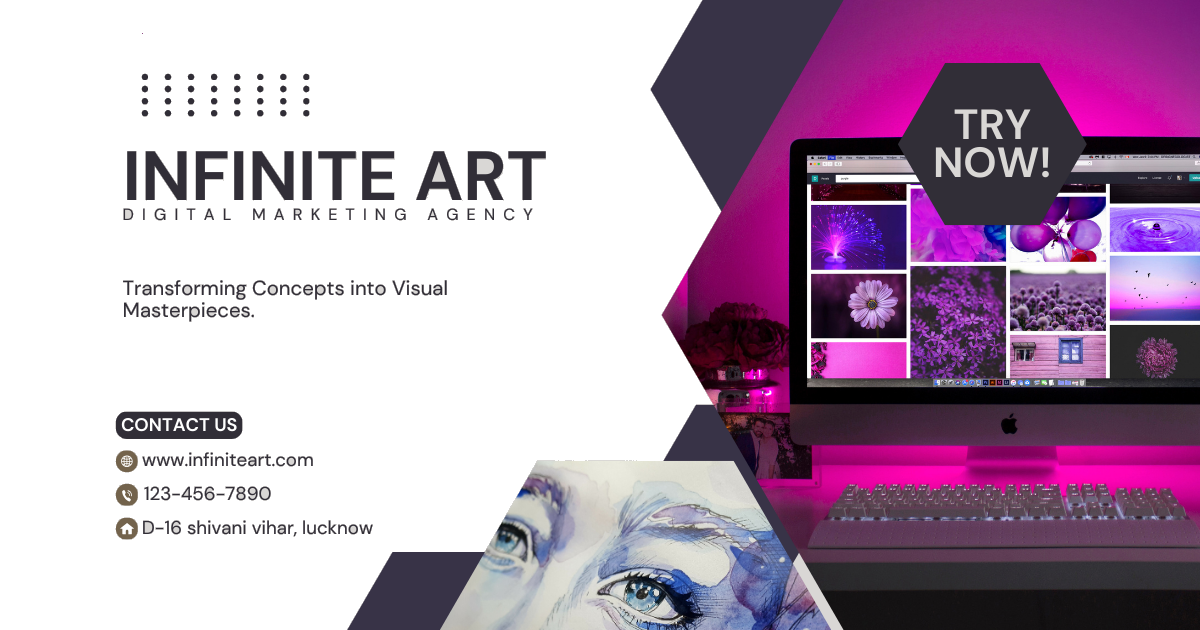 INFINITE ART
DIGITAL MARKETING AGENCY
Transforming Concepts into Visual
Masterpieces.
CONTACT US
www.infiniteart.com
123-456-7890
D-16 shivani vihar, lucknow
TRY
NOW!